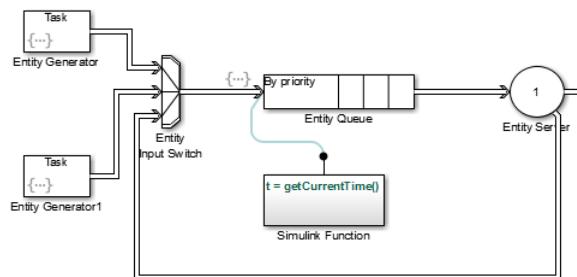 Task
{...}
Entity Generator
{...}
By priority
Entity Queue
1
Entity Server
Entity
Input Switch
Task
{...}
Entity Generator1
t = getCurrentTime()
Simulink Function